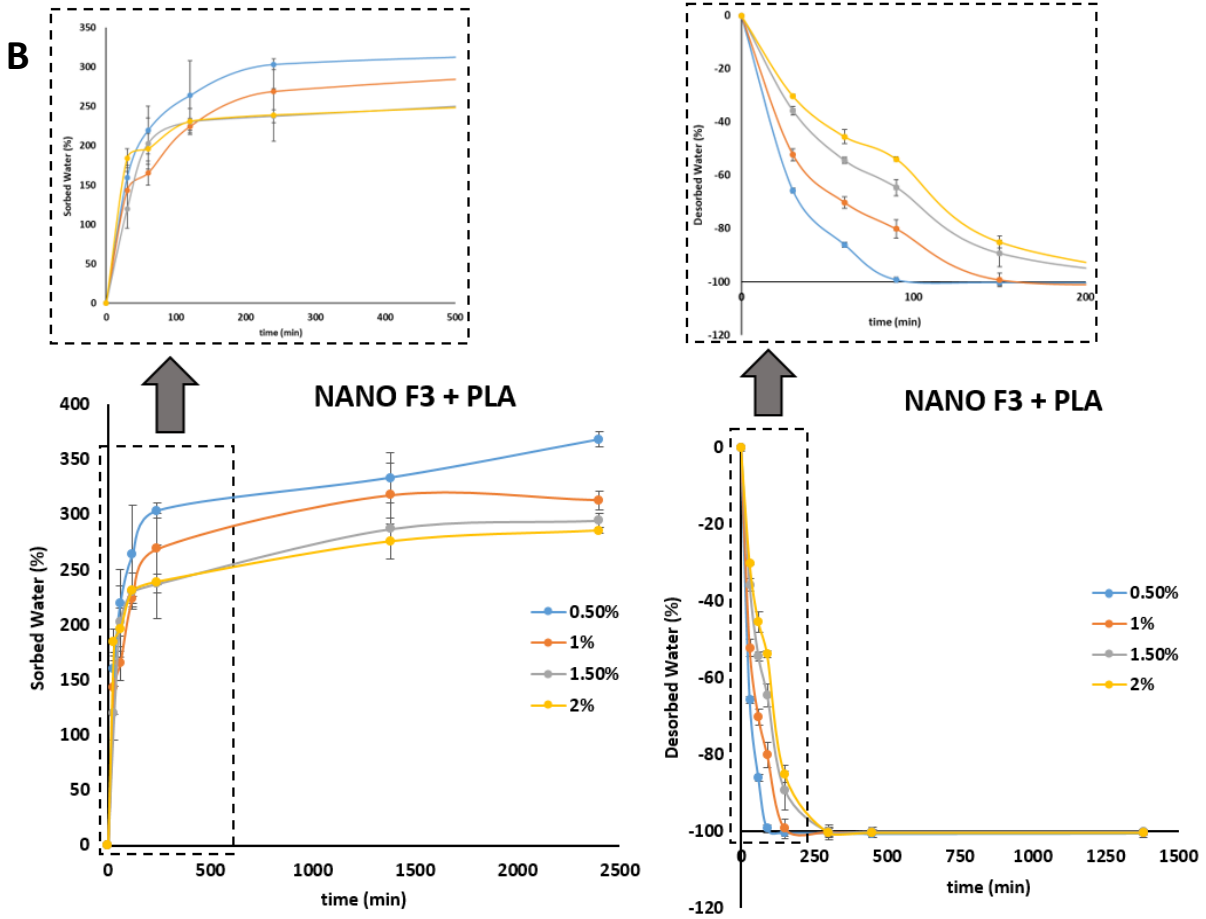 B
350
300
250
200
150
100
50
0
Sorbed Water (%)
0 100 200 300 400 500
time (min)
0
-20
-40
-60
-80
-100
-120
Desorbed Water (%)
0 100 200
time (min)
NANO F3 + PLA
400
350
300
250
200
150
100
50
0
Sorbed Water (%)
0 500 1000 1500 2000 2500
time (min)
0.50%
1%
1.50%
2%
NANO F3 + PLA
0
-20
-40
-60
-80
-100
-120
Desorbed Water (%)
0 250 500 750 1000 1250 1500
time (min)
0.50%
1%
1.50%
2%